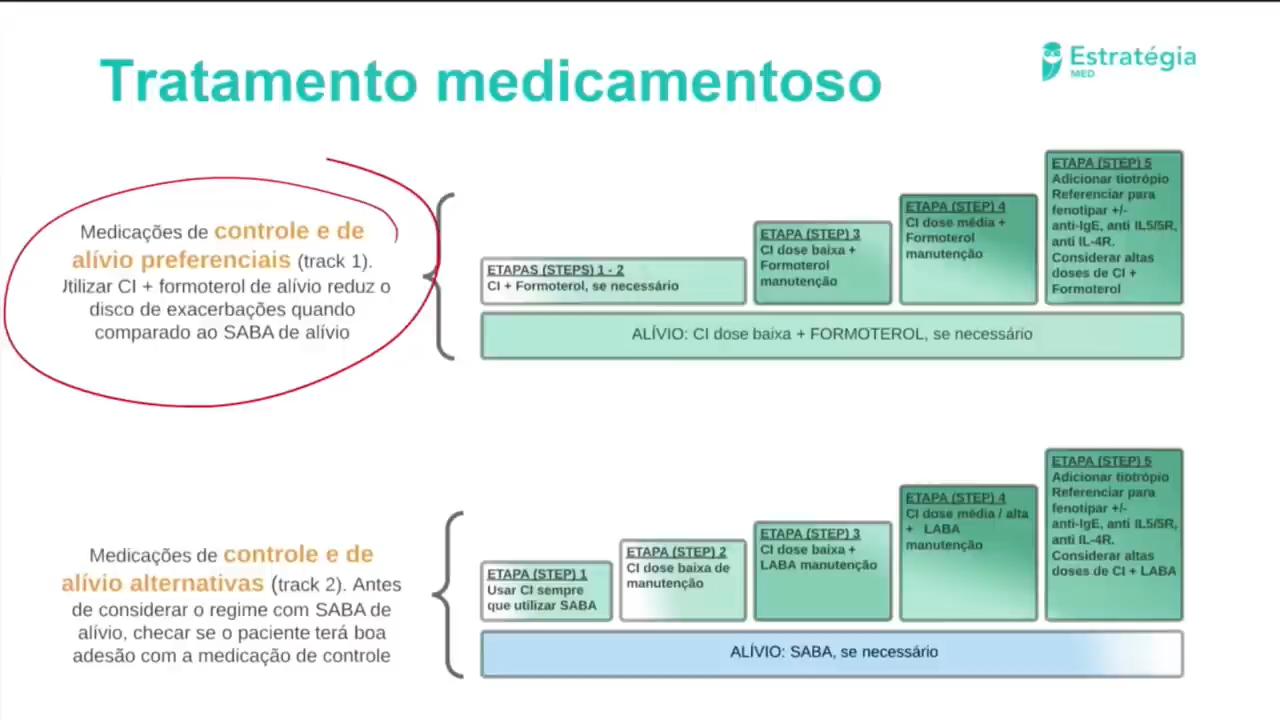 Tratamento medicamentoso
Estratégia
MED
Medicações de controle e de
alívio preferenciais (track 1).
Utilizar CI + formoterol de alívio reduz o
disco de exacerbações quando
comparado ao SABA de alívio
ETAPAS (STEPS) 1 - 2
CI + Formoterol, se necessário
ETAPA (STEP) 3
CI dose baixa +
Formoterol
manutenção
ETAPA (STEP) 4
CI dose média +
Formoterol
manutenção
ETAPA (STEP) 5
Adicionar tiotrópio
Referenciar para
fenotipar +/-
anti-IgE, anti IL5/5R,
anti IL-4R.
Considerar altas
doses de CI +
Formoterol
ALÍVIO: CI dose baixa + FORMOTEROL, se necessário
Medicações de controle e de
alívio alternativas (track 2). Antes
de considerar o regime com SABA de
alívio, checar se o paciente terá boa
adesão com a medicação de controle
ETAPA (STEP) 1
Usar CI sempre
que utilizar SABA
ETAPA (STEP) 2
CI dose baixa de
manutenção
ETAPA (STEP) 3
CI dose baixa +
LABA manutenção
ETAPA (STEP) 4
CI dose média / alta
+ LABA
manutenção
ETAPA (STEP) 5
Adicionar tiotrópio
Referenciar para
fenotipar +/-
anti-IgE, anti IL5/5R,
anti IL-4R.
Considerar altas
doses de CI + LABA
ALÍVIO: SABA, se necessário